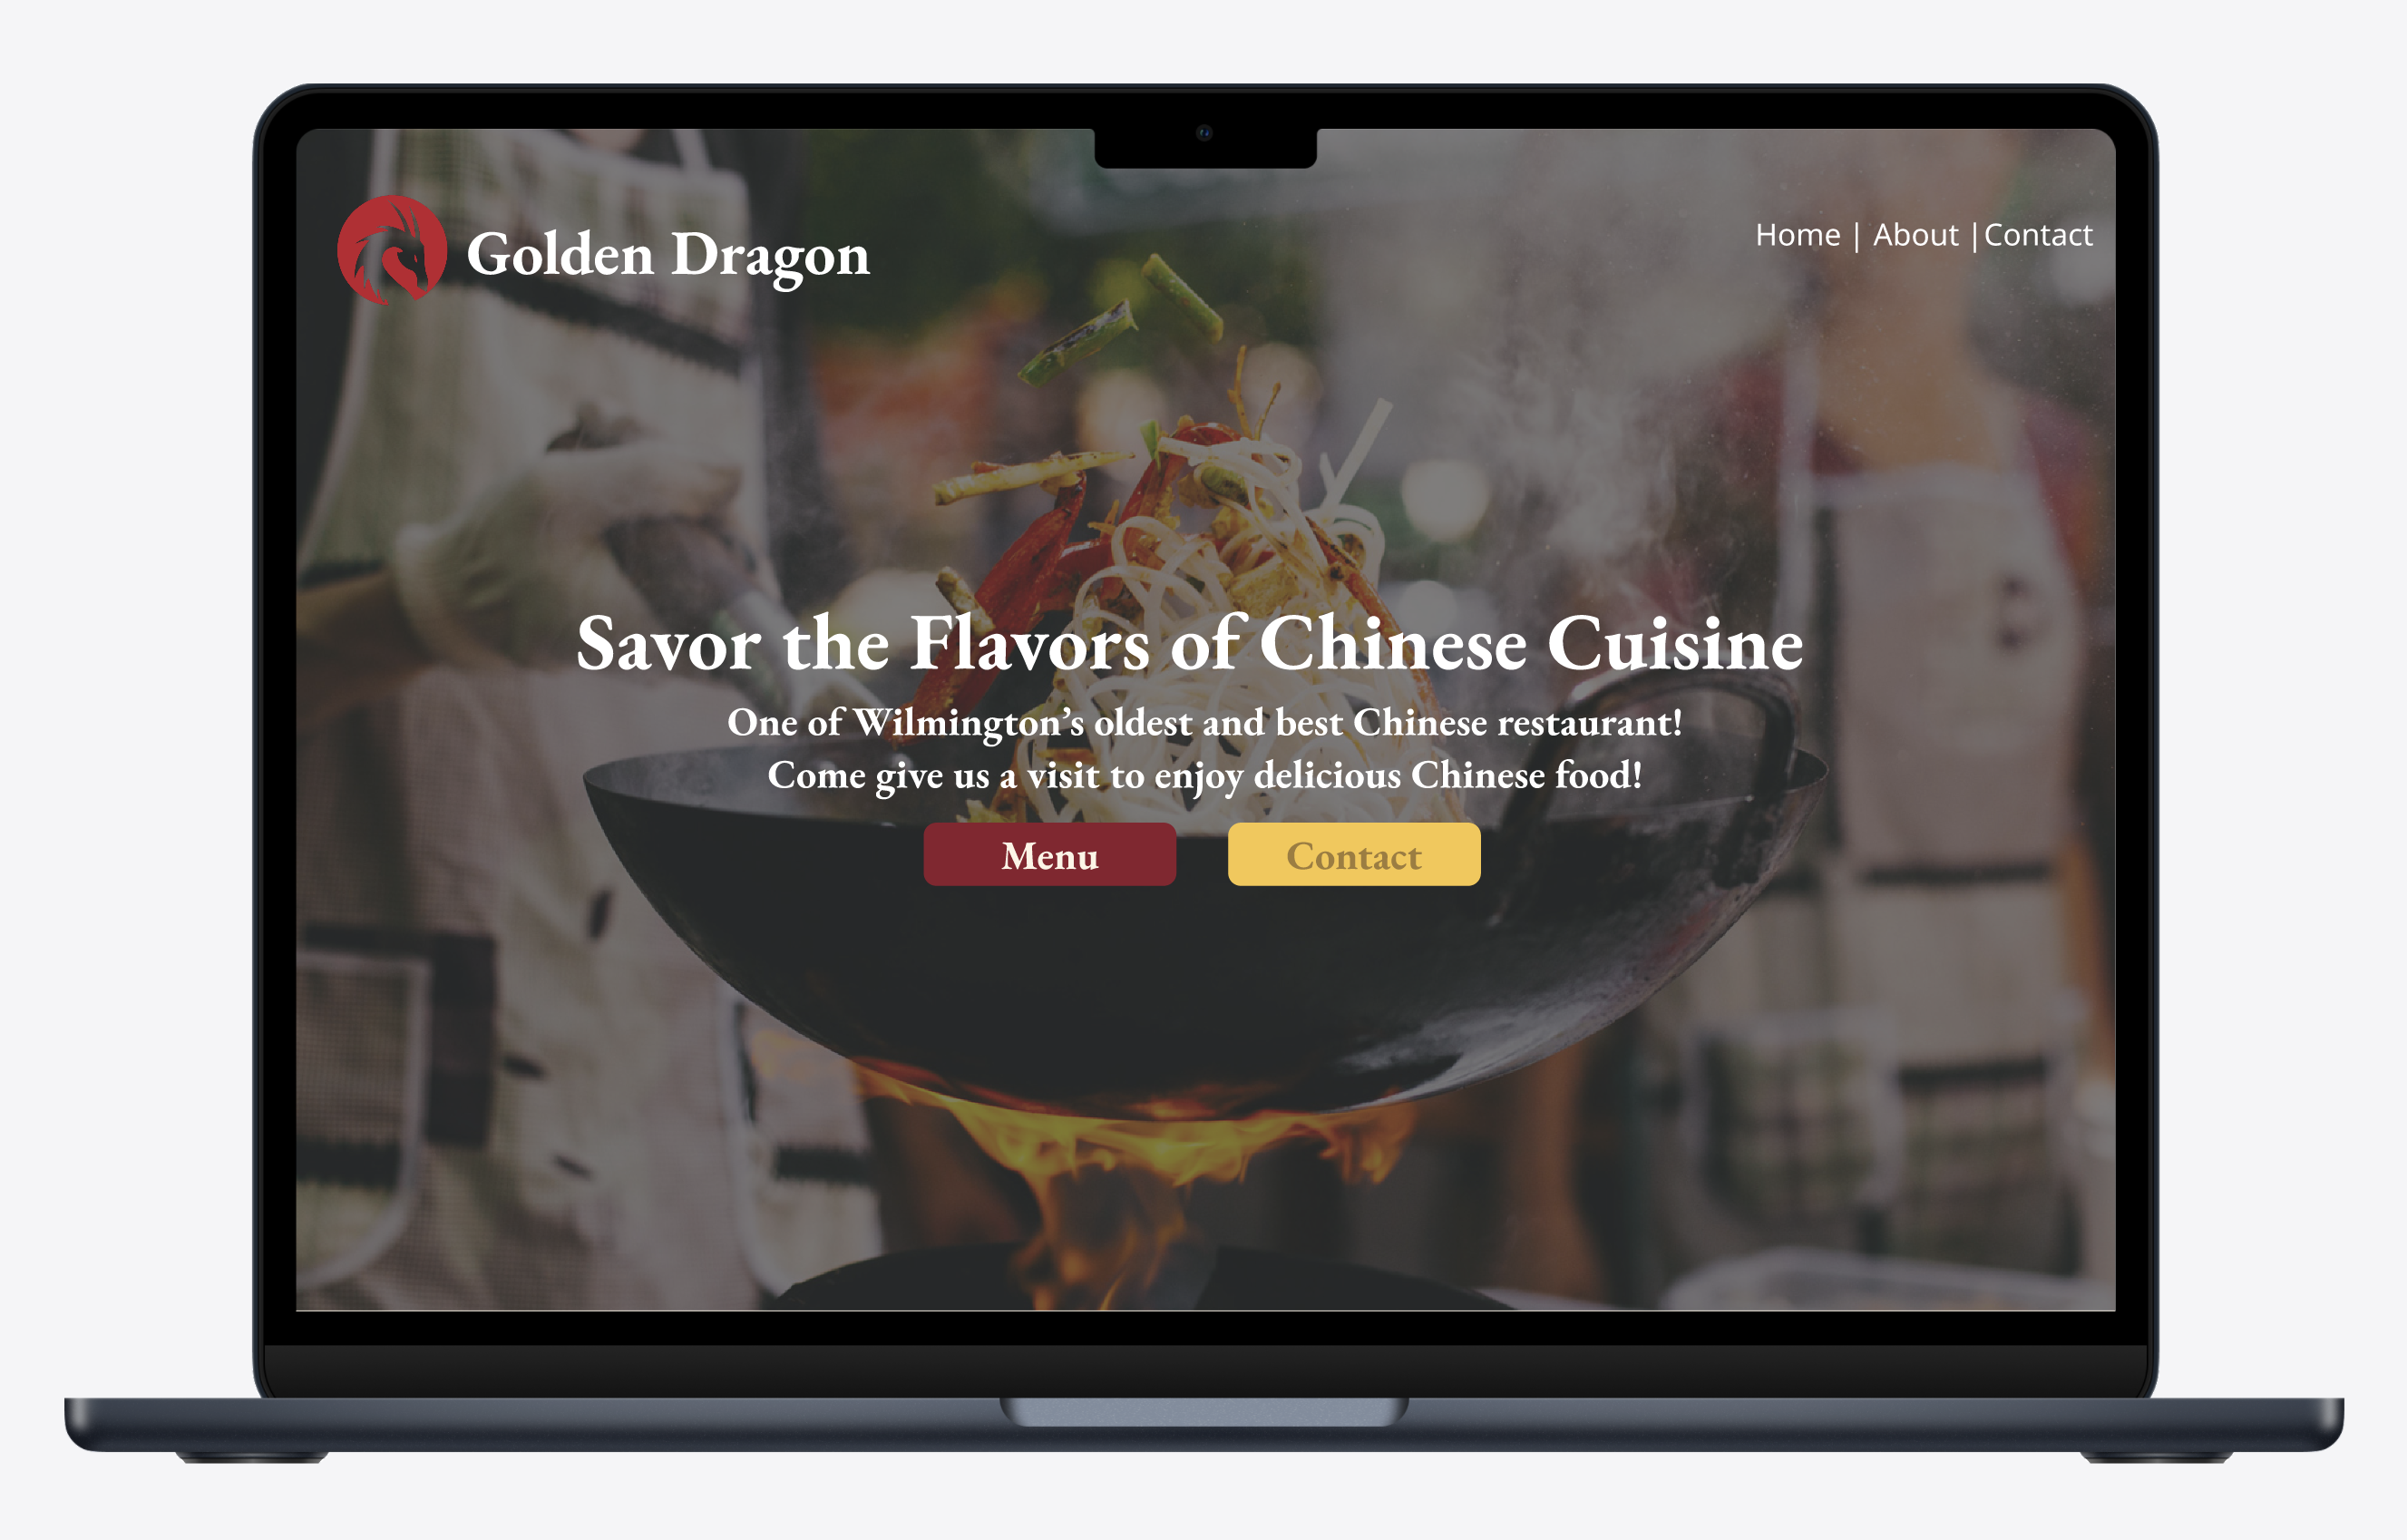 Golden Dragon
Home | About |Contact
Savor the Flavors of Chinese Cuisine
One of Wilmington’s oldest and best Chinese restaurant!
Come give us a visit to enjoy delicious Chinese food!
Menu
Contact